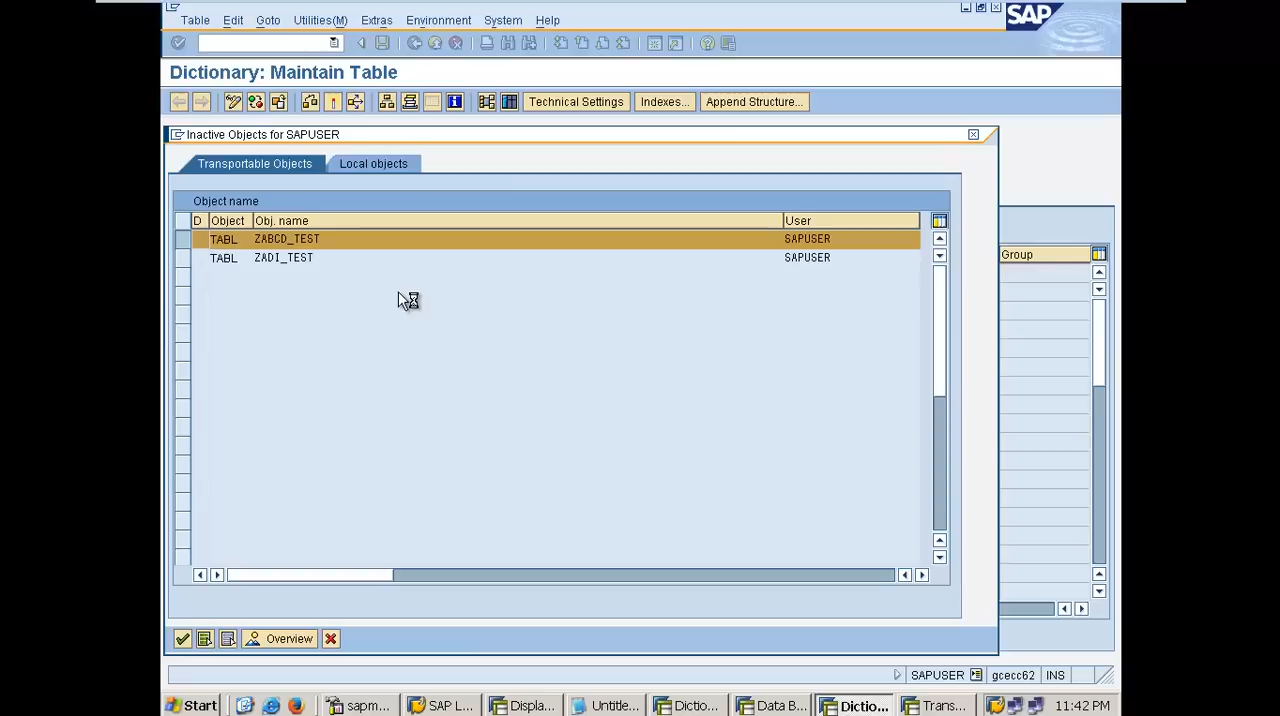 Table Edit Goto Utilities(M) Extras Environment System Help
SAP
Dictionary: Maintain Table
Technical Settings Indexes... Append Structure...
Inactive Objects for SAPUSER
Transportable Objects Local objects
Object name
D Object Obj. name User
TABL ZABCD_TEST SAPUSER
Group
TABL ZADI_TEST SAPUSER
Overview
SAPUSER gcecc62 INS
Start sapm... SAP L... Displa... Untitle... Dictio... Data B... Dictio... Trans... 11:42 PM